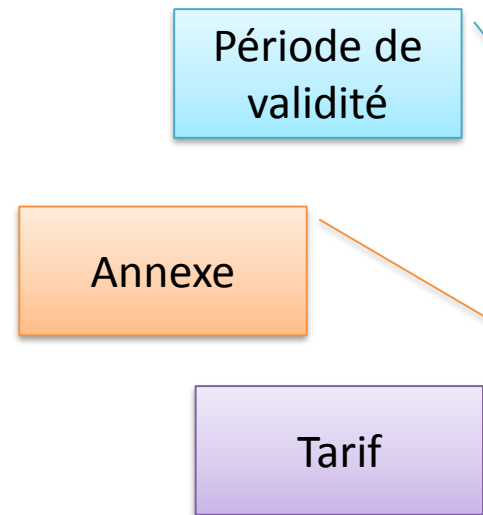 Période de
validité
Annexe
Tarif